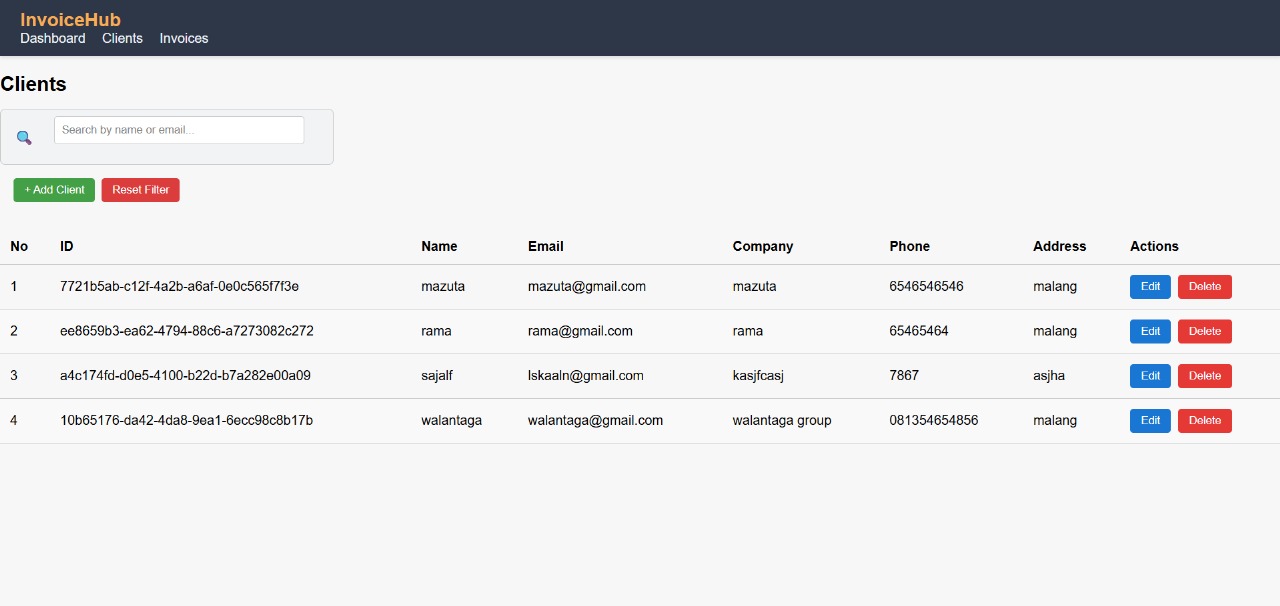 InvoiceHub
Dashboard Clients Invoices
Clients
Search by name or email...
+ Add Client Reset Filter
No ID Name Email Company Phone Address Actions
1 7721b5ab-c12f-4a2b-a6af-0e0c565f7f3e mazuta mazuta@gmail.com mazuta 6546546546 malang Edit Delete
2 ee8659b3-ea62-4794-88c6-a7273082c272 rama rama@gmail.com rama 65465464 malang Edit Delete
3 a4c174fd-d0e5-4100-b22d-b7a282e00a09 sajalf lskaaln@gmail.com kasjfcasj 7867 asjha Edit Delete
4 10b65176-da42-4da8-9ea1-6ecc98c8b17b walantaga walantaga@gmail.com walantaga group 081354654856 malang Edit Delete